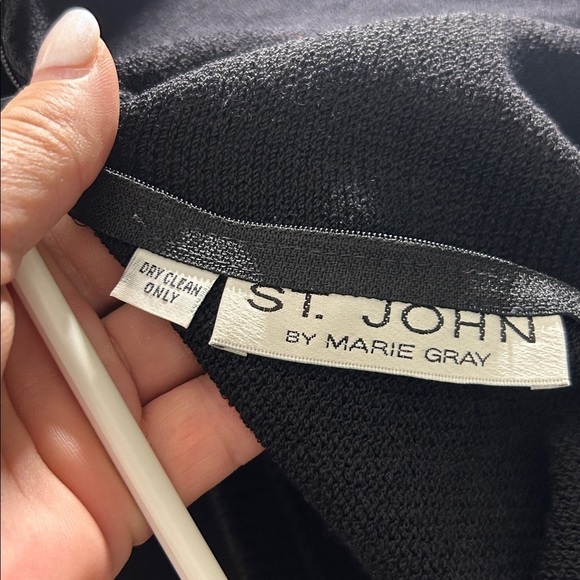 DRY CLEAN
ONLY
ST. JOHN
BY MARIE GRAY